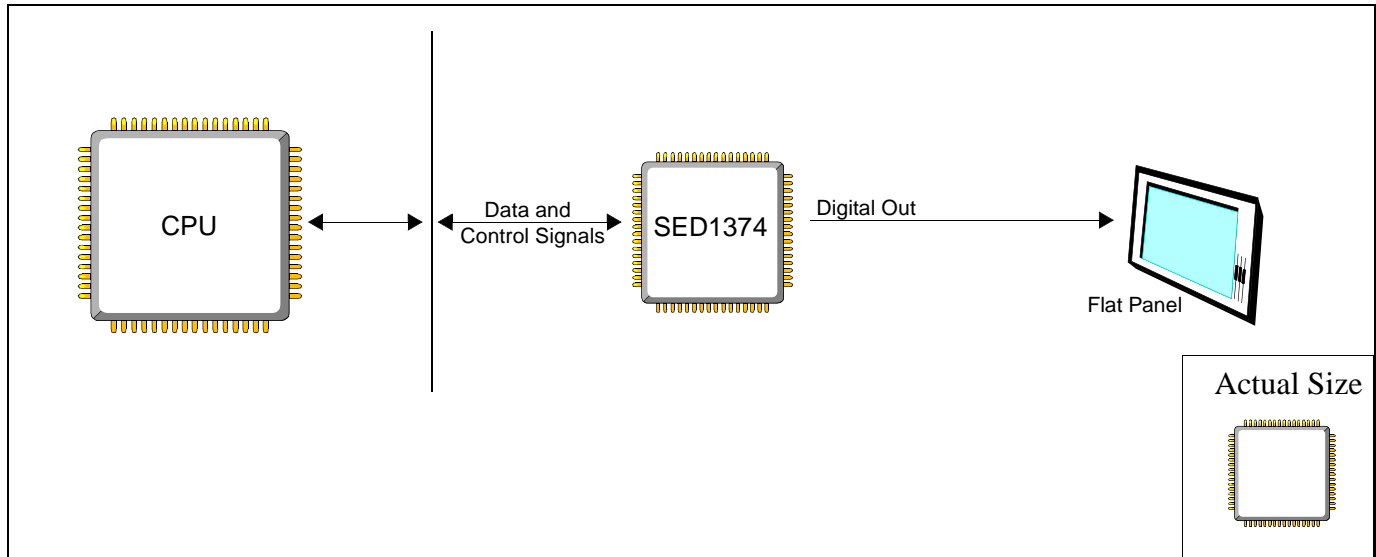 CPU
Data and
Control Signals
SED1374
Digital Out
Flat Panel
Actual Size